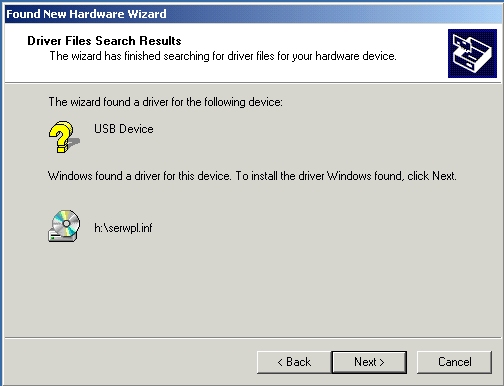 Found New Hardware Wizard
Driver Files Search Results
The wizard has finished searching for driver files for your hardware device.
The wizard found a driver for the following device:
USB Device
Windows found a driver for this device. To install the driver Windows found, click Next.
h:\serwpl.inf
< Back
Next >
Cancel